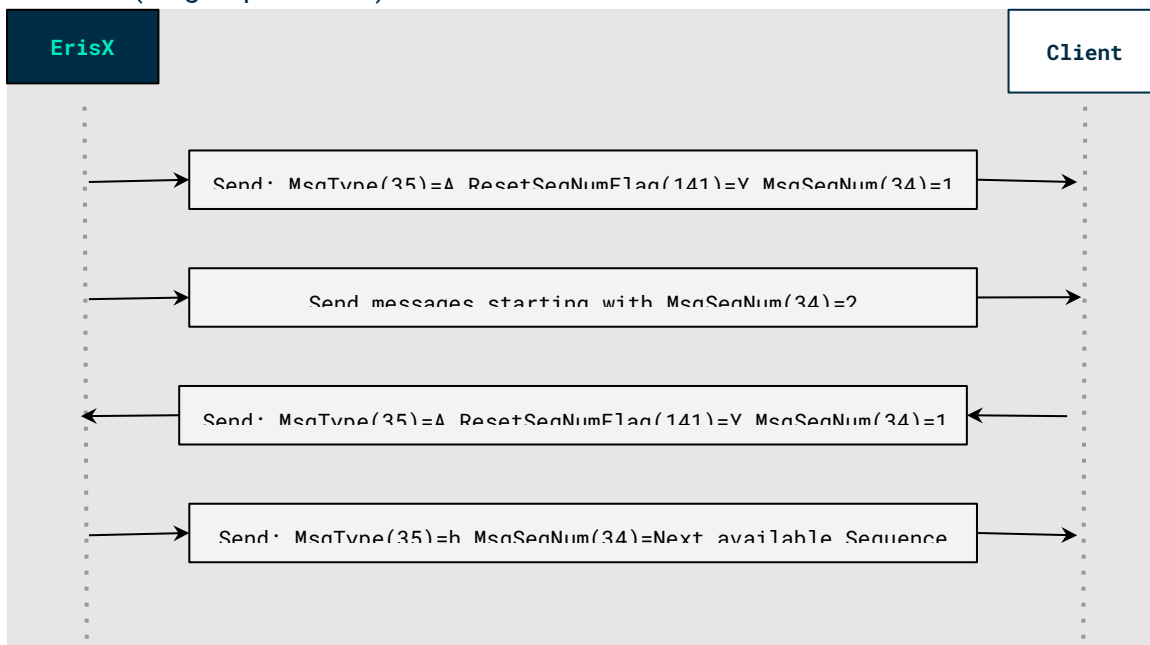 ErisX
Client
Send: MsgType(35)=A ResetSeqNumFlag(141)=Y MsgSeqNum(34)=1
Send messages starting with MsgSeqNum(34)=2
Send: MsgType(35)=A ResetSeqNumFlag(141)=Y MsgSeqNum(34)=1
Send: MsgType(35)=h MsgSeqNum(34)=Next available Sequence